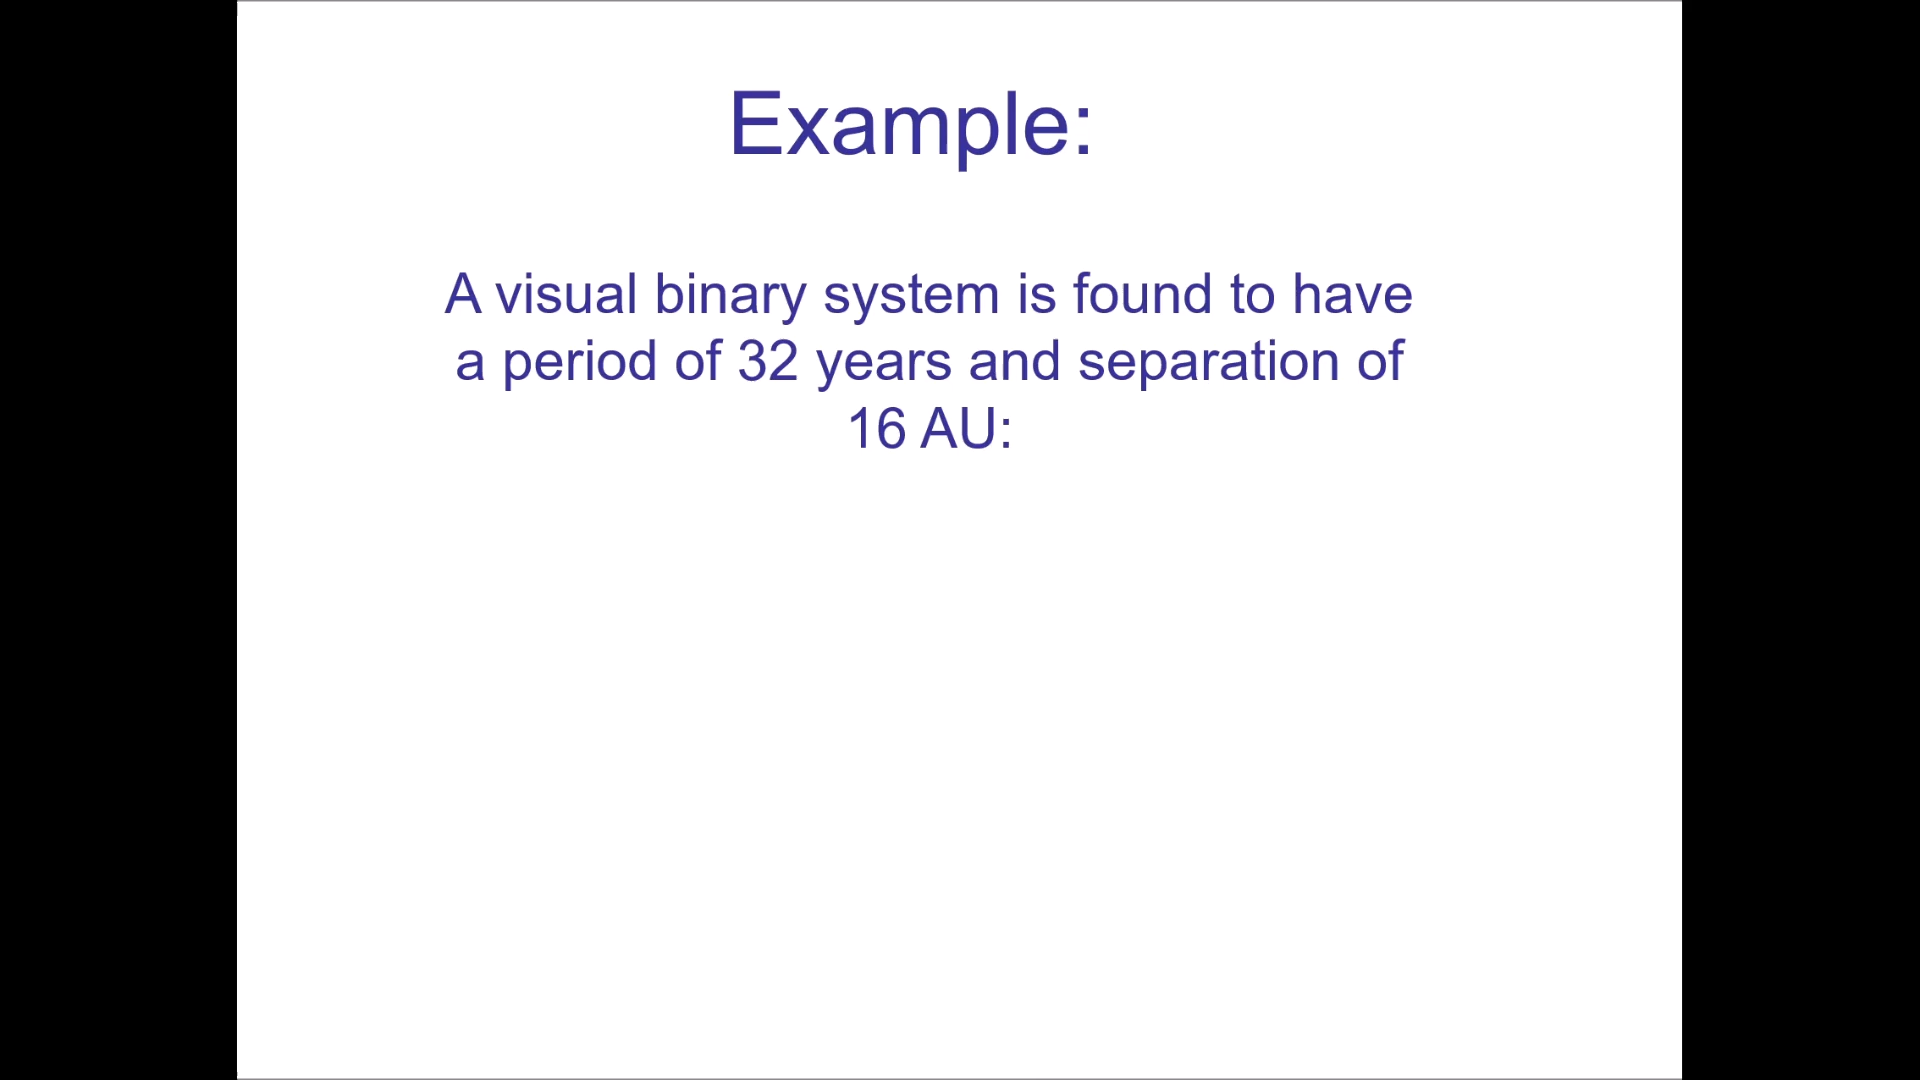 Example:
A visual binary system is found to have
a period of 32 years and separation of
16 AU: